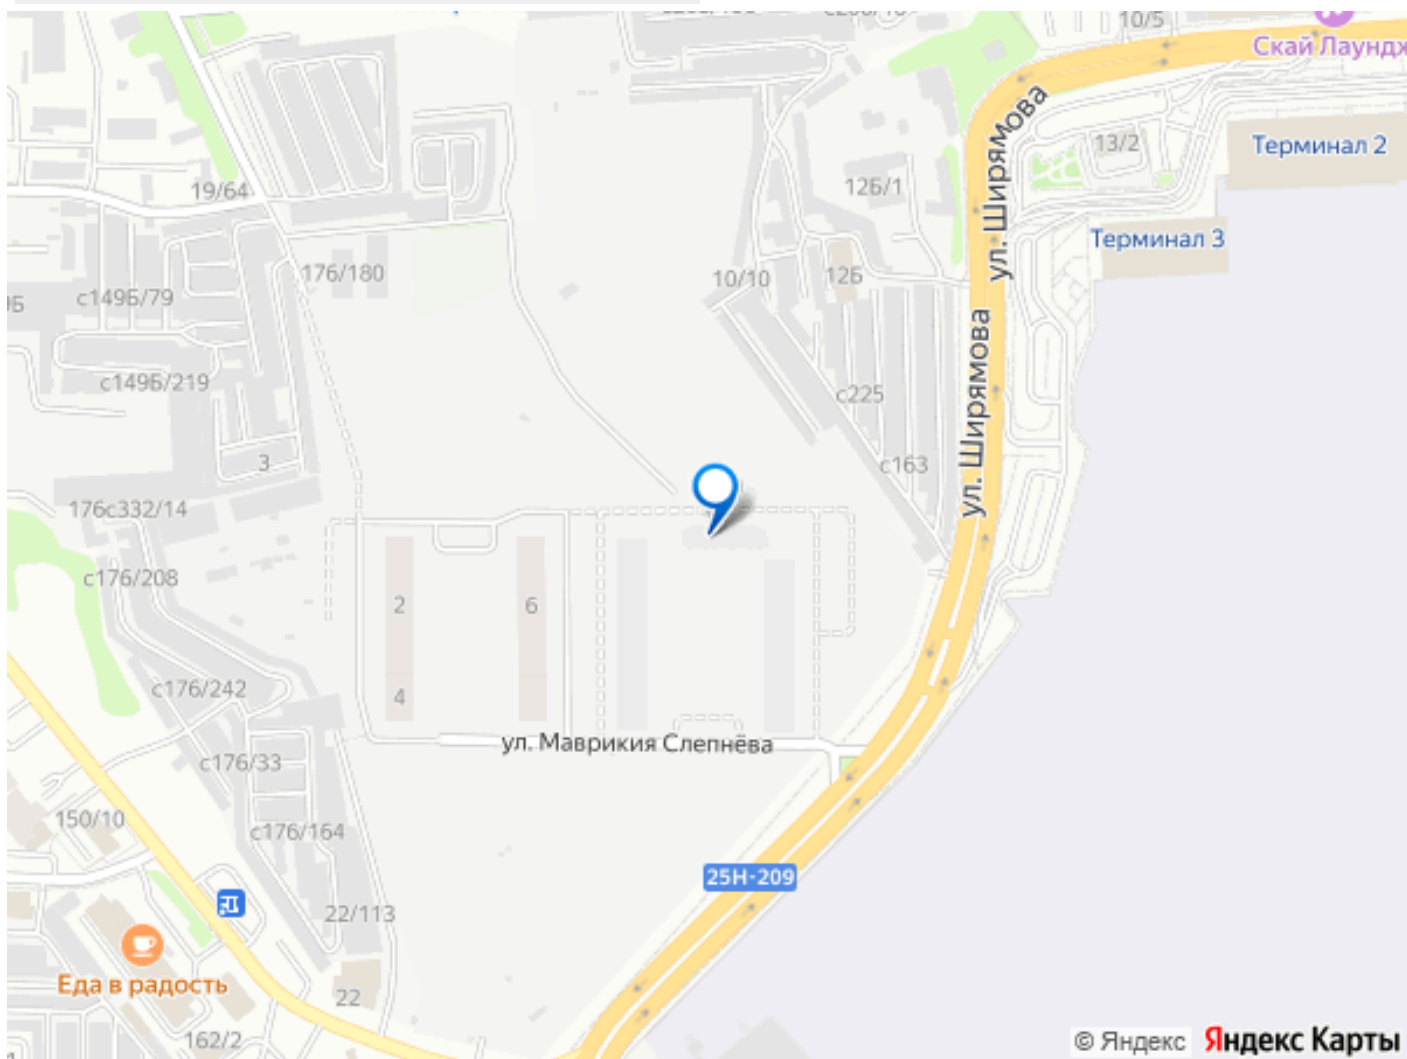 10/5
Скай Лаундж
ул. Ширямова
13/2
Терминал 2
19/64
12Б/1
Терминал 3
176/180
10/10
12Б
с149Б/79
с149Б/219
с225
ул. Ширямова
3
с163
176с332/14
с176/208
2
6
с176/242
4
ул. Маврикия Слепнёва
с176/33
150/10
с176/164
25Н-209
22/113
Еда в радость
22
162/2
© Яндекс Яндекс Карты